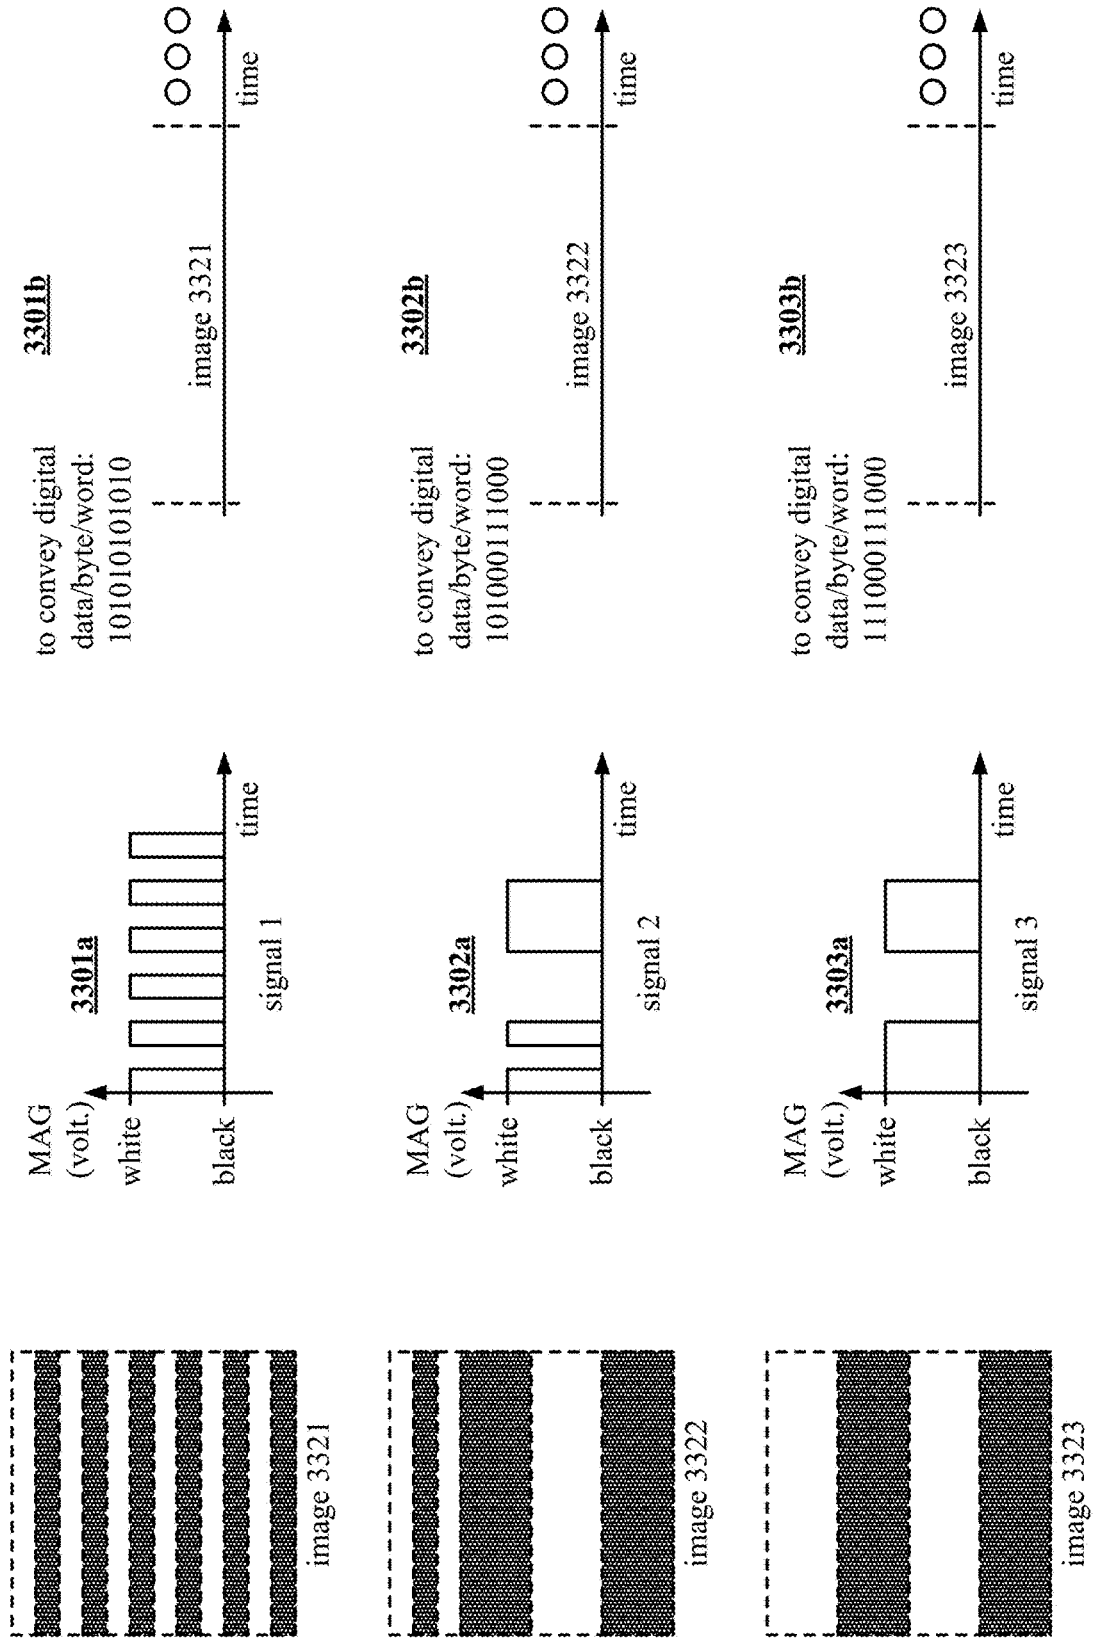 image 3321
MAG
(volt.)
white
black
3301a
signal 1
time
to convey digital
data/byte/word:
101010101010
3301b
image 3321
time
image 3322
MAG
(volt.)
white
black
3302a
signal 2
time
to convey digital
data/byte/word:
101000111000
3302b
image 3322
time
image 3323
MAG
(volt.)
white
black
3303a
signal 3
time
to convey digital
data/byte/word:
111000111000
3303b
image 3323
time